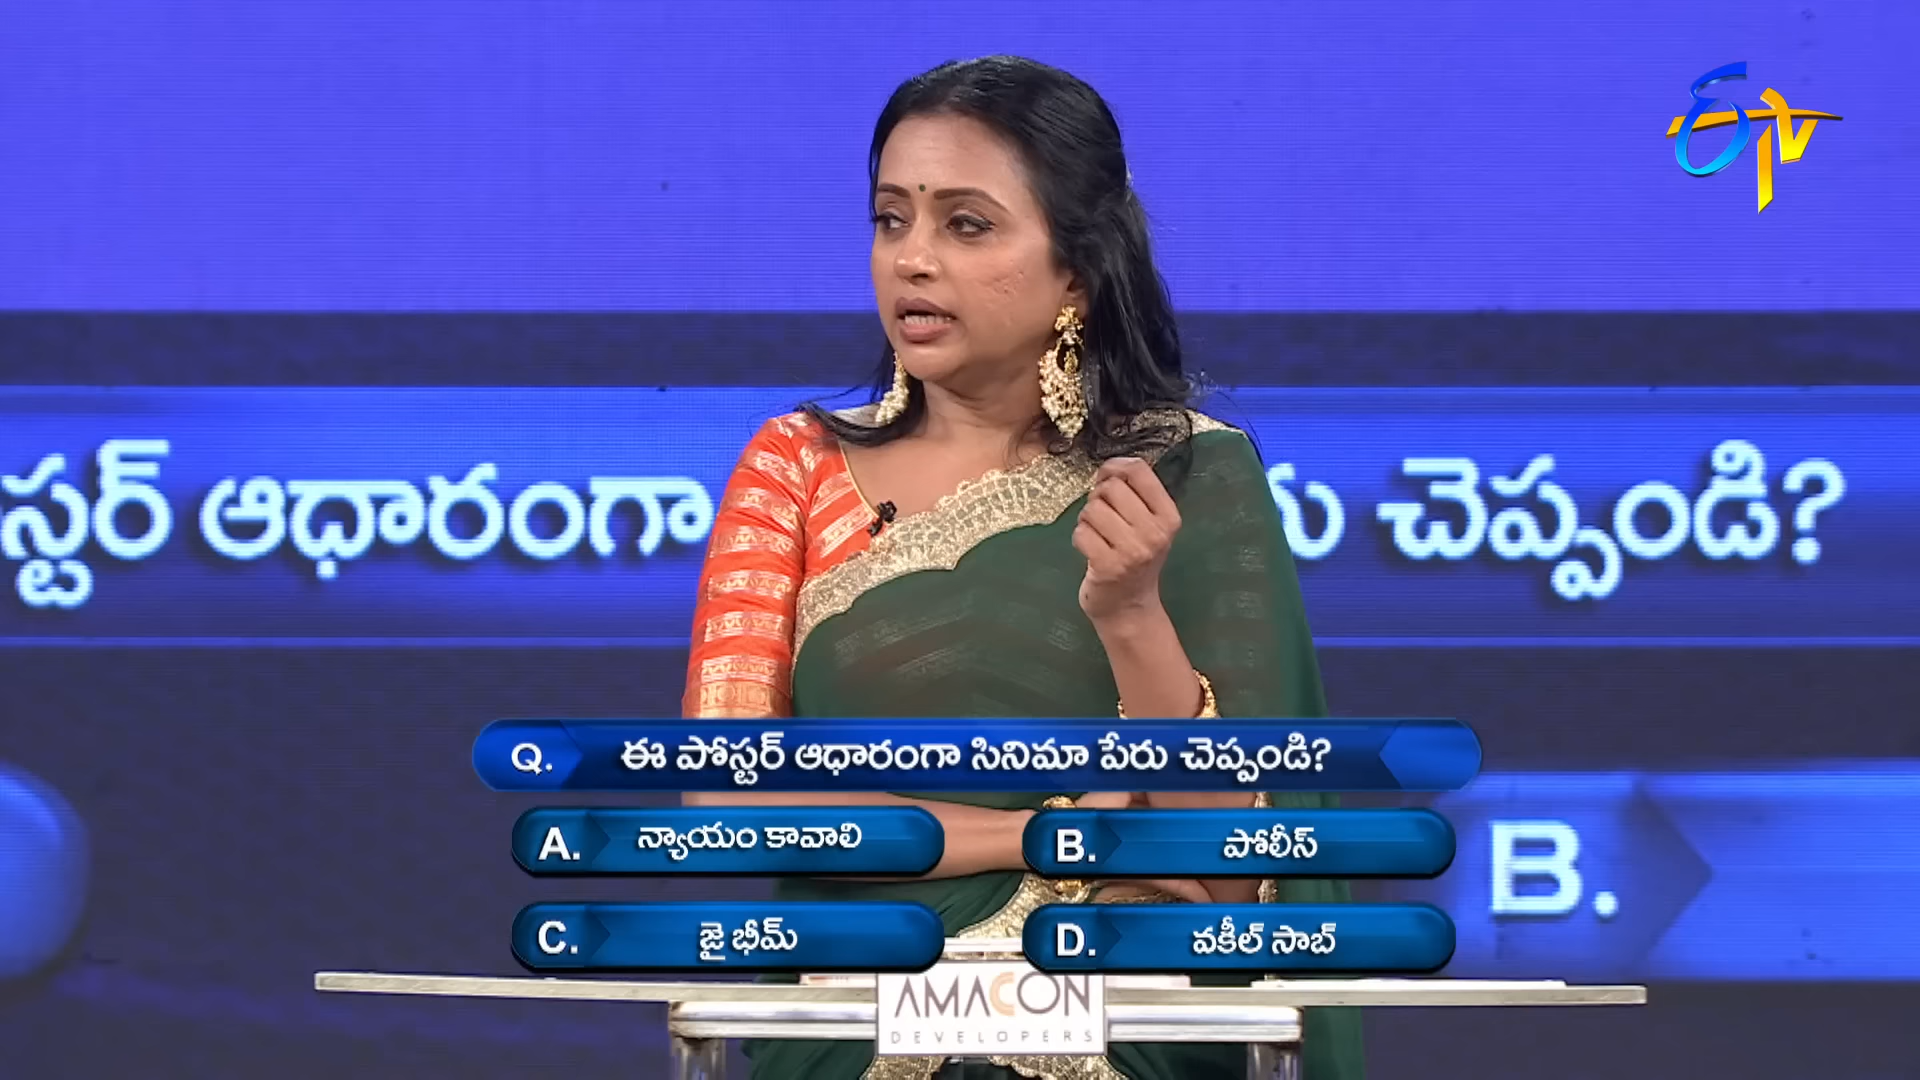 ETV
స్టర్ ఆధారంగా
రు చెప్పండి?
Q. ఈ పోస్టర్ ఆధారంగా సినిమా పేరు చెప్పండి?
A. న్యాయం కావాలి
B. పోలీస్
B.
C. జై భీమ్
D. వకీల్ సాబ్
AMACON
DEVELOPERS